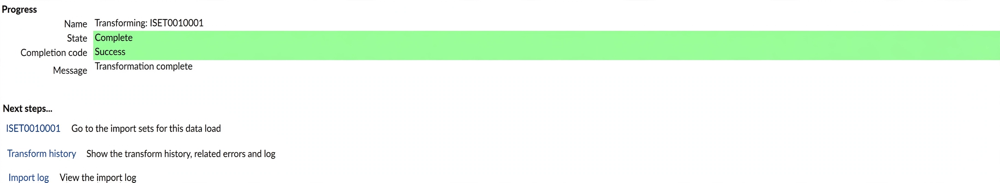 Progress
Name Transforming: ISET0010001
State Complete
Completion code Success
Message Transformation complete
Next steps...
ISET0010001 Go to the import sets for this data load
Transform history Show the transform history, related errors and log
Import log View the import log